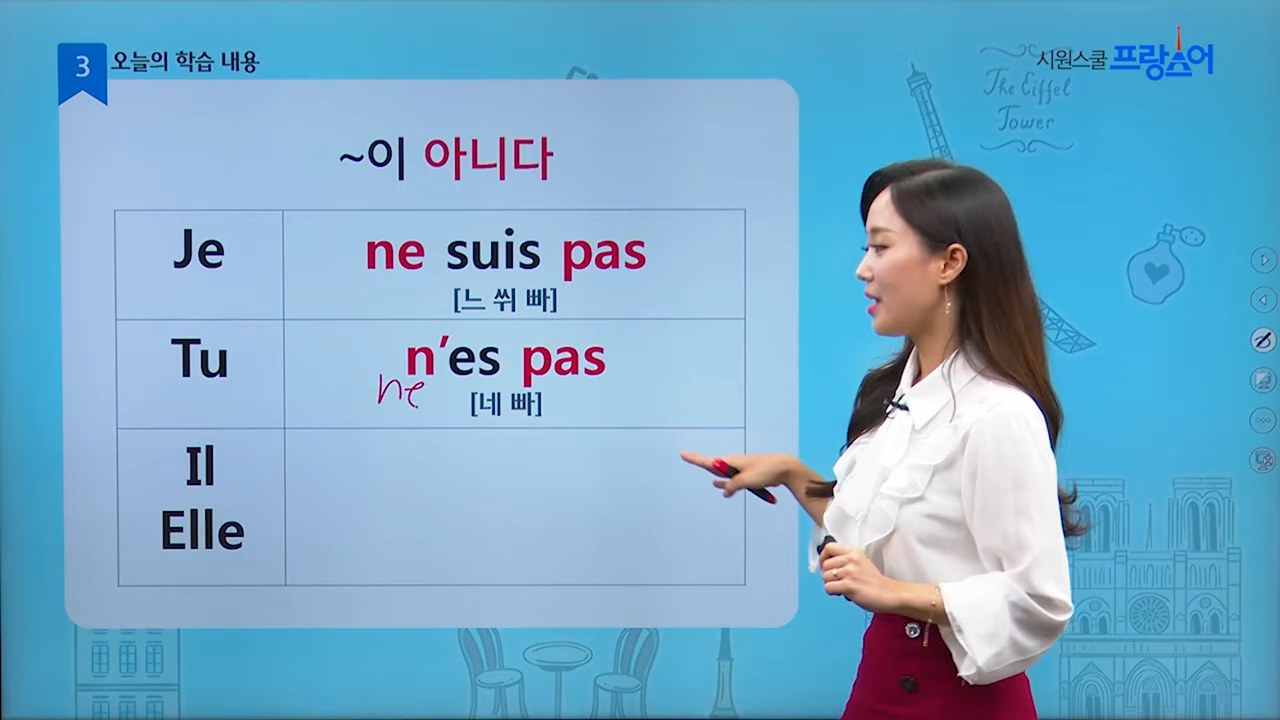 3 오늘의 학습 내용
시원스쿨 프랑스어
The Eiffel
Tower
~이 아니다
Je ne suis pas
[느 쒸 빠]
Tu n'es pas
ne [네 빠]
Il
Elle